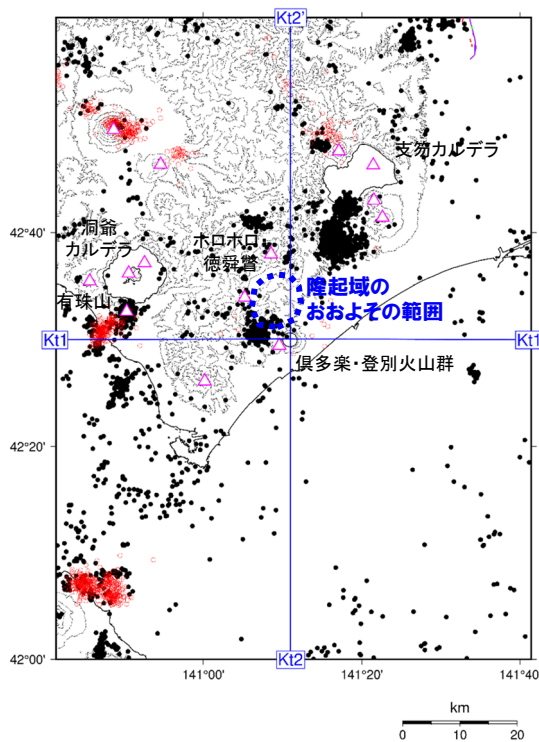 Kt2'
支笏カルデラ
42°40'
洞爺
カルデラ
ホロホロ
徳舜瞥
隆起域の
おおよその範囲
有珠山
Kt1
Kt1
倶多楽・登別火山群
42°20'
42°00'
Kt2
141°00'
141°20'
141°40'
km
0 10 20